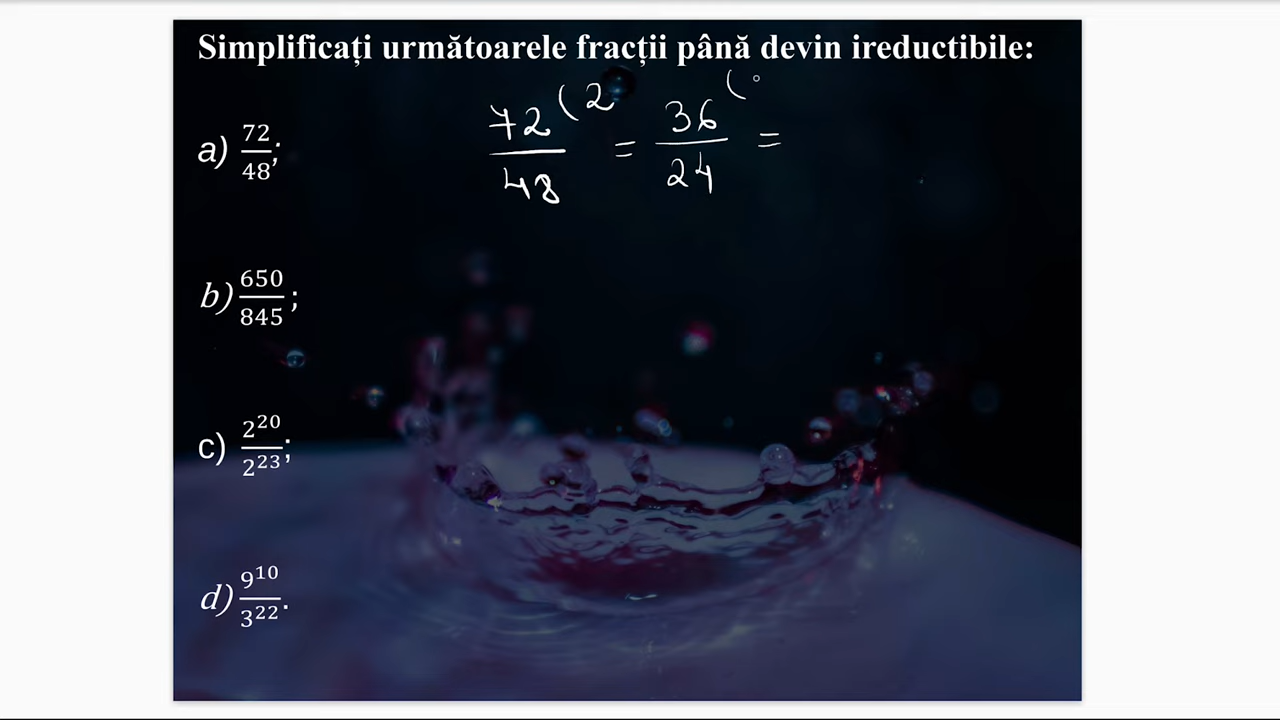 Simplificați următoarele fracții până devin ireductibile:
72/48 (2 = 36/24 ( =
a) 72/48;
b) 650/845;
c) 2^20/2^23;
d) 9^10/3^22.